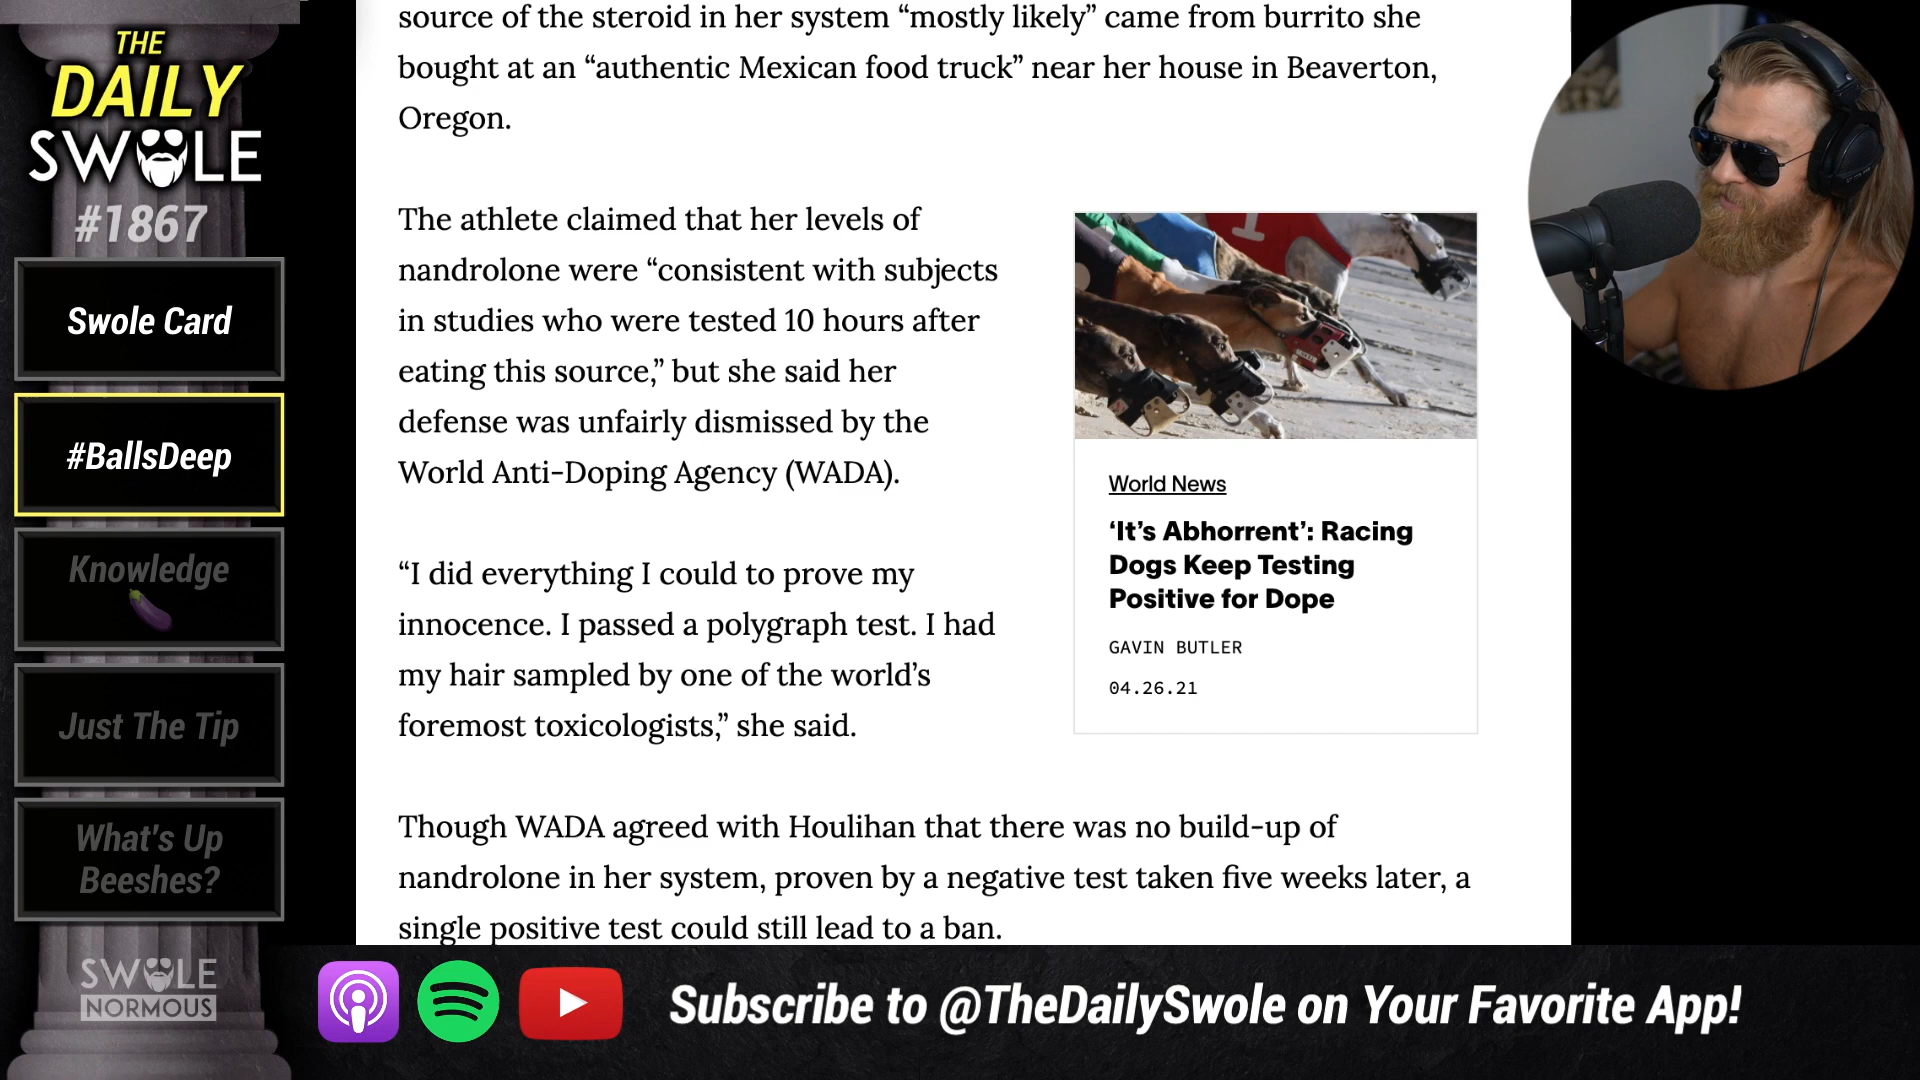 THE
DAILY
SWOLE
#1867
Swole Card
#BallsDeep
Knowledge
Just The Tip
What's Up
Beeshes?
SWOLE
NORMOUS
source of the steroid in her system “mostly likely” came from burrito she
bought at an “authentic Mexican food truck” near her house in Beaverton,
Oregon.
The athlete claimed that her levels of
nandrolone were “consistent with subjects
in studies who were tested 10 hours after
eating this source,” but she said her
defense was unfairly dismissed by the
World Anti-Doping Agency (WADA).
“I did everything I could to prove my
innocence. I passed a polygraph test. I had
my hair sampled by one of the world’s
foremost toxicologists,” she said.
Though WADA agreed with Houlihan that there was no build-up of
nandrolone in her system, proven by a negative test taken five weeks later, a
single positive test could still lead to a ban.
1
World News
‘It’s Abhorrent’: Racing
Dogs Keep Testing
Positive for Dope
GAVIN BUTLER
04.26.21
Subscribe to @TheDailySwole on Your Favorite App!